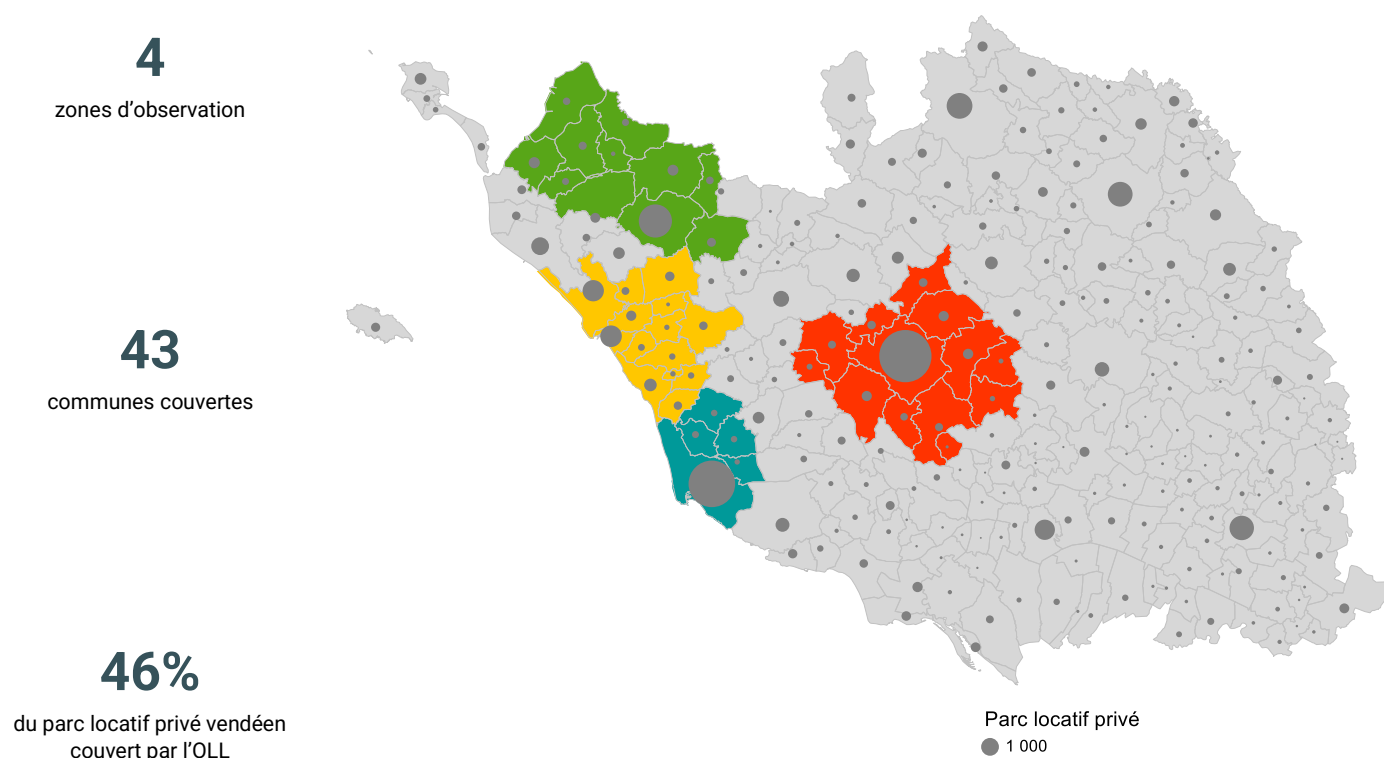 4
zones d’observation
43
communes couvertes
46%
du parc locatif privé vendéen
couvert par l’OLL
Parc locatif privé
1 000